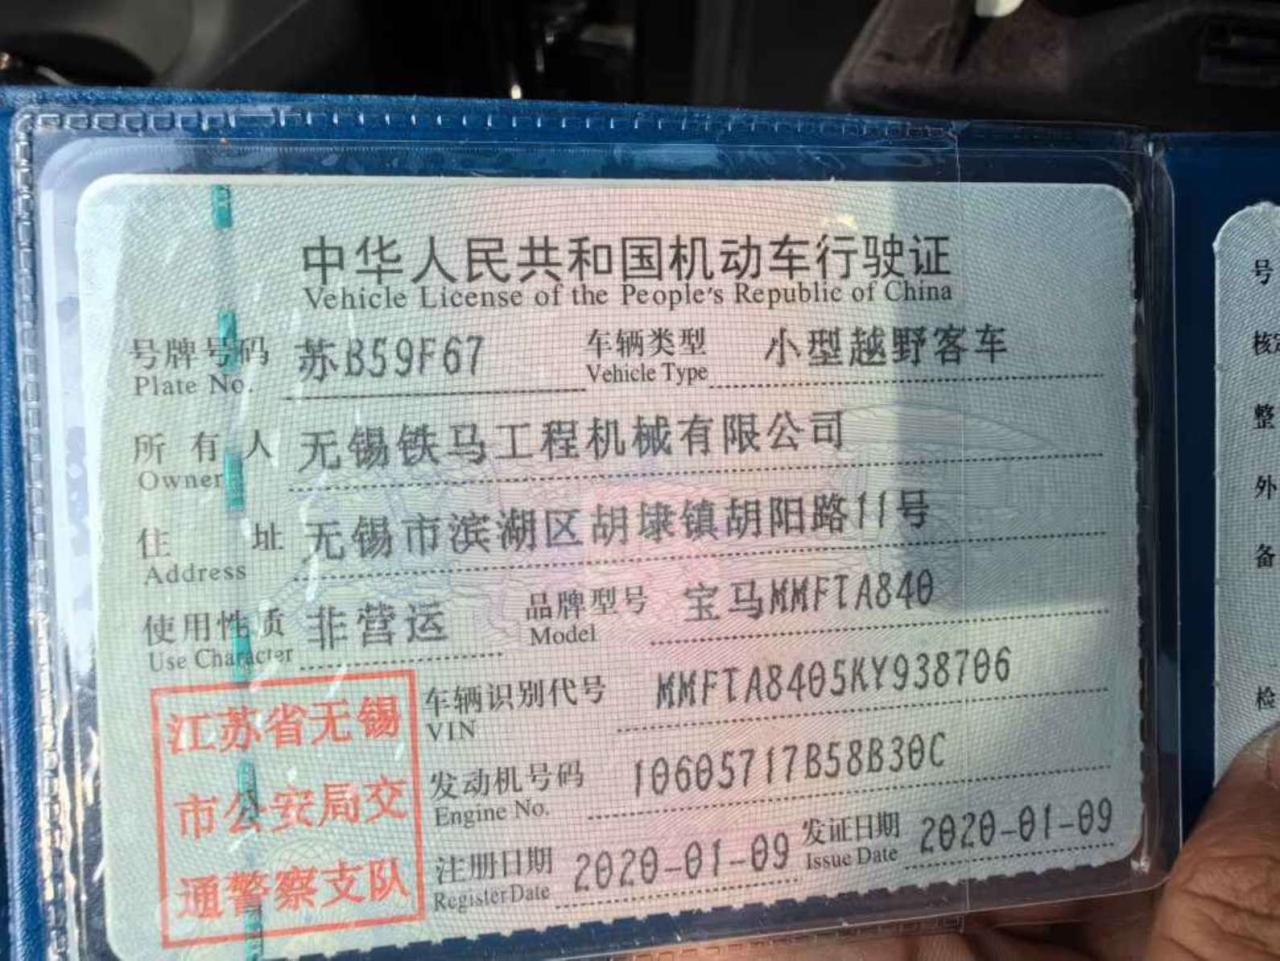 中华人民共和国机动车行驶证
Vehicle License of the People's Republic of China
号牌号码 苏B59F67 车辆类型 小型越野客车
Plate No. Vehicle Type
所有人 无锡铁马工程机械有限公司
Owner
住址 无锡市滨湖区胡埭镇胡阳路11号
Address
使用性质 非营运 品牌型号 宝马MMFTA840
Use Character Model
车辆识别代号 MMFTA8405KY938706
VIN
发动机号码 10605717B58B30C
Engine No.
注册日期 2020-01-09 发证日期 2020-01-09
Register Date Issue Date
江苏省无锡
市公安局交
通警察支队
号
核
整
外
备
检